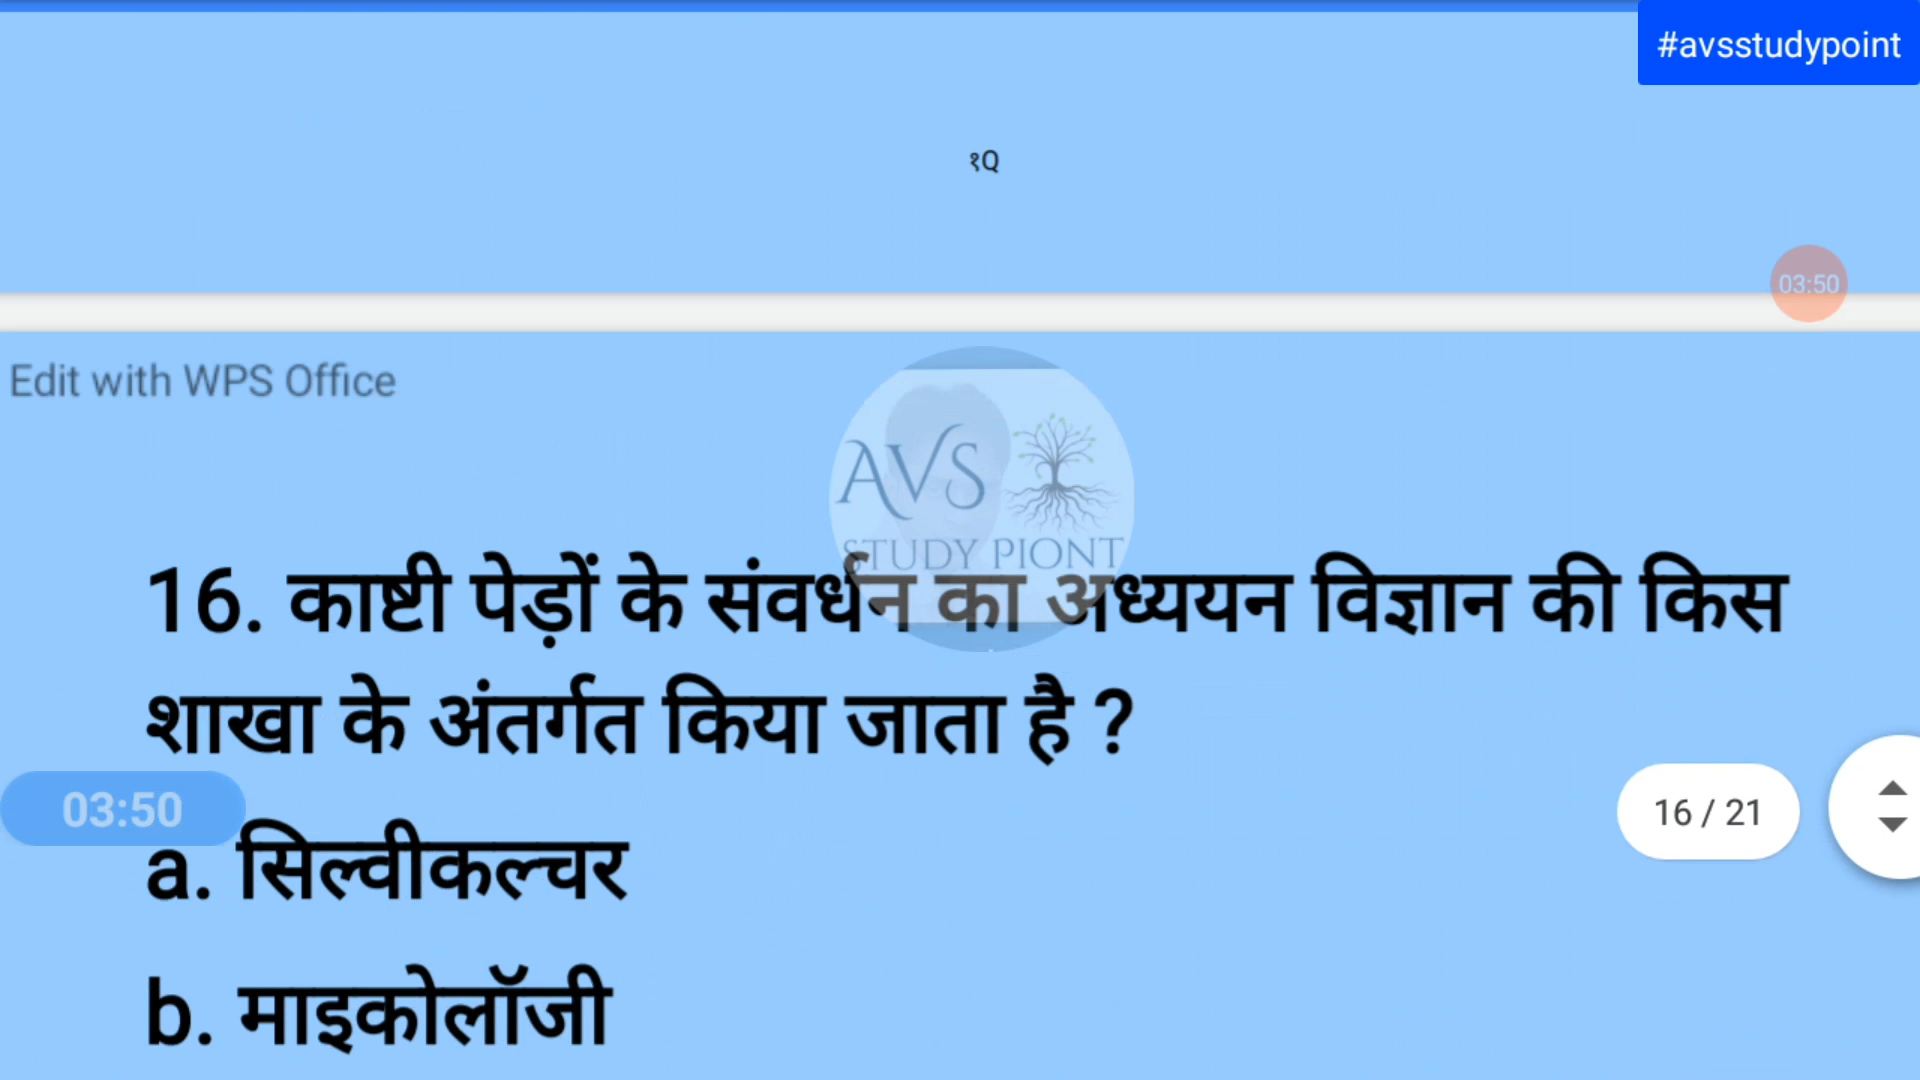 #avsstudypoint
१Q
03:50
Edit with WPS Office
AVS
STUDY PIONT
16. काष्टी पेड़ों के संवर्धन का अध्ययन विज्ञान की किस
शाखा के अंतर्गत किया जाता है ?
03:50
16 / 21
a. सिल्वीकल्चर
b. माइकोलॉजी